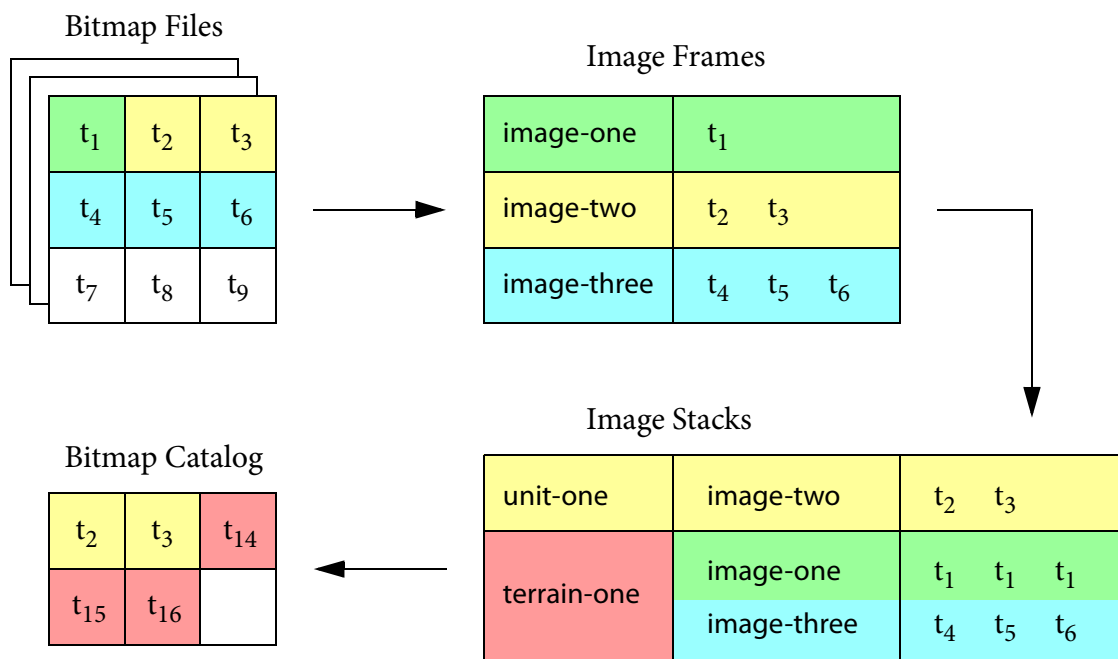 Bitmap Files
t1 t2 t3
t4 t5 t6
t7 t8 t9
Image Frames
image-one t1
image-two t2 t3
image-three t4 t5 t6
Image Stacks
unit-one image-two t2 t3
terrain-one
image-one t1 t1 t1
image-three t4 t5 t6
Bitmap Catalog
t2 t3 t14
t15 t16